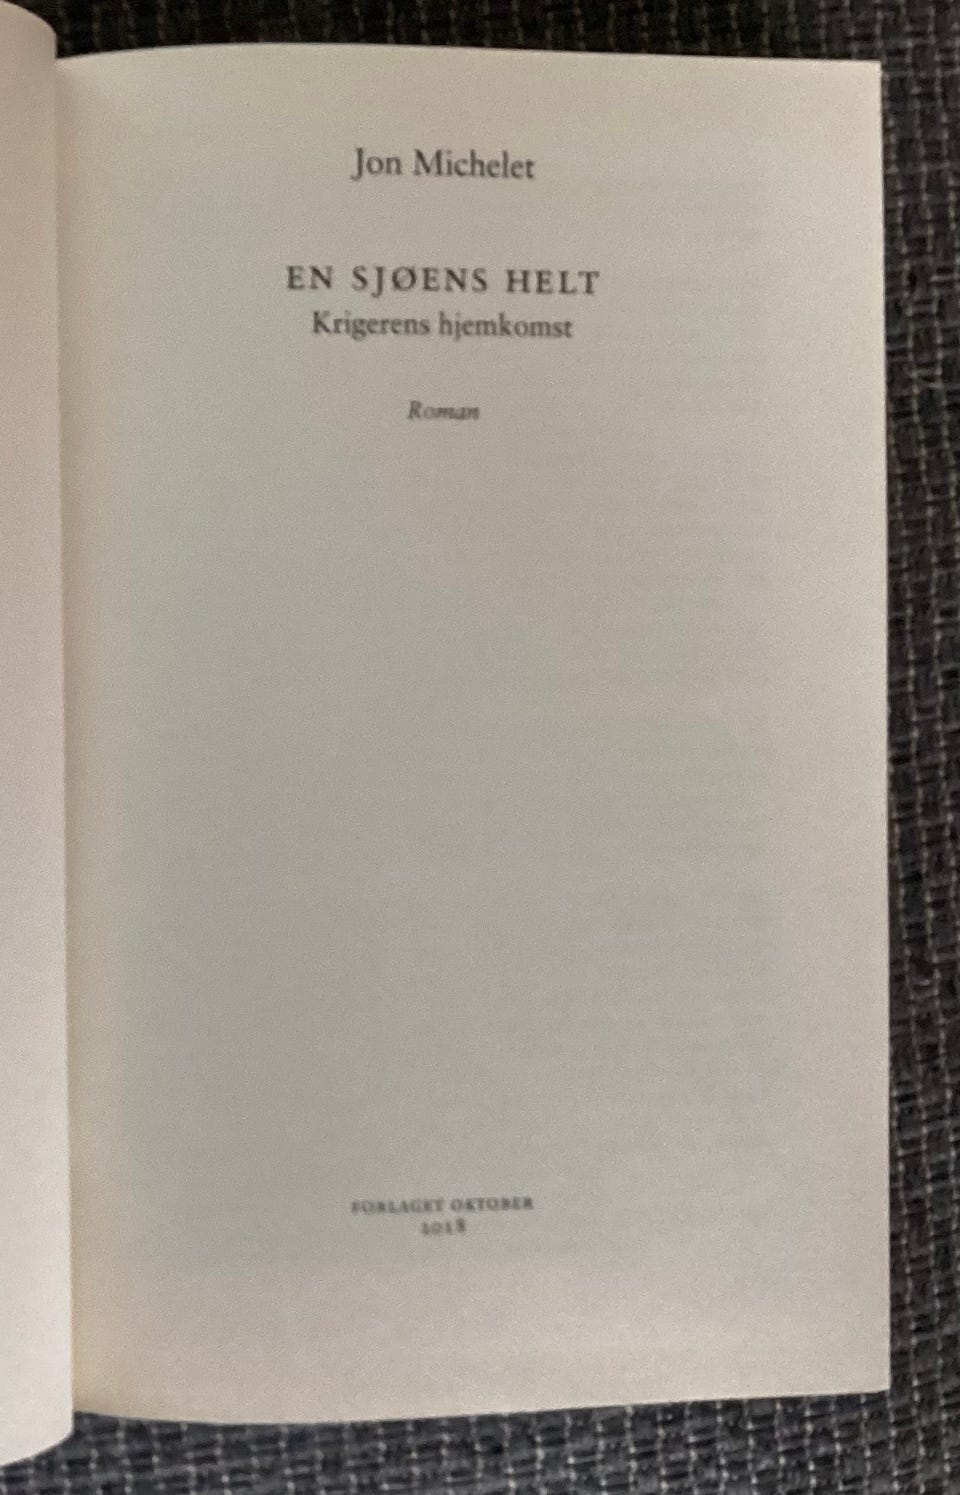 Jon Michelet
EN SJØENS HELT
Krigerens hjemkomst
Roman
FORLAGET OKTOBER
2018